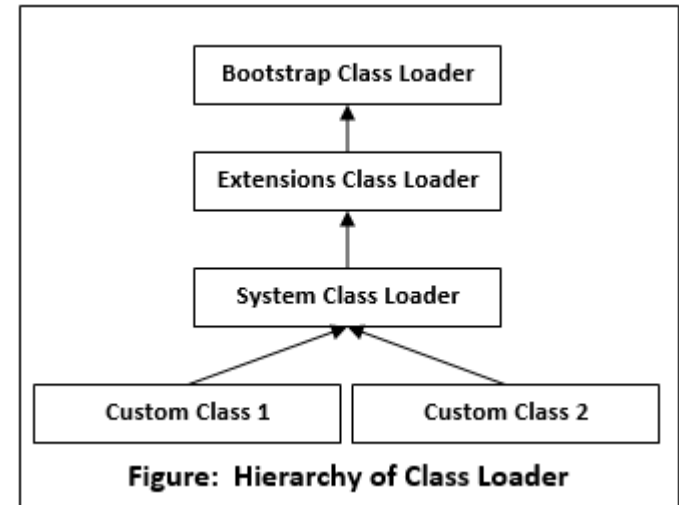 Bootstrap Class Loader
Extensions Class Loader
System Class Loader
Custom Class 1
Custom Class 2
Figure: Hierarchy of Class Loader